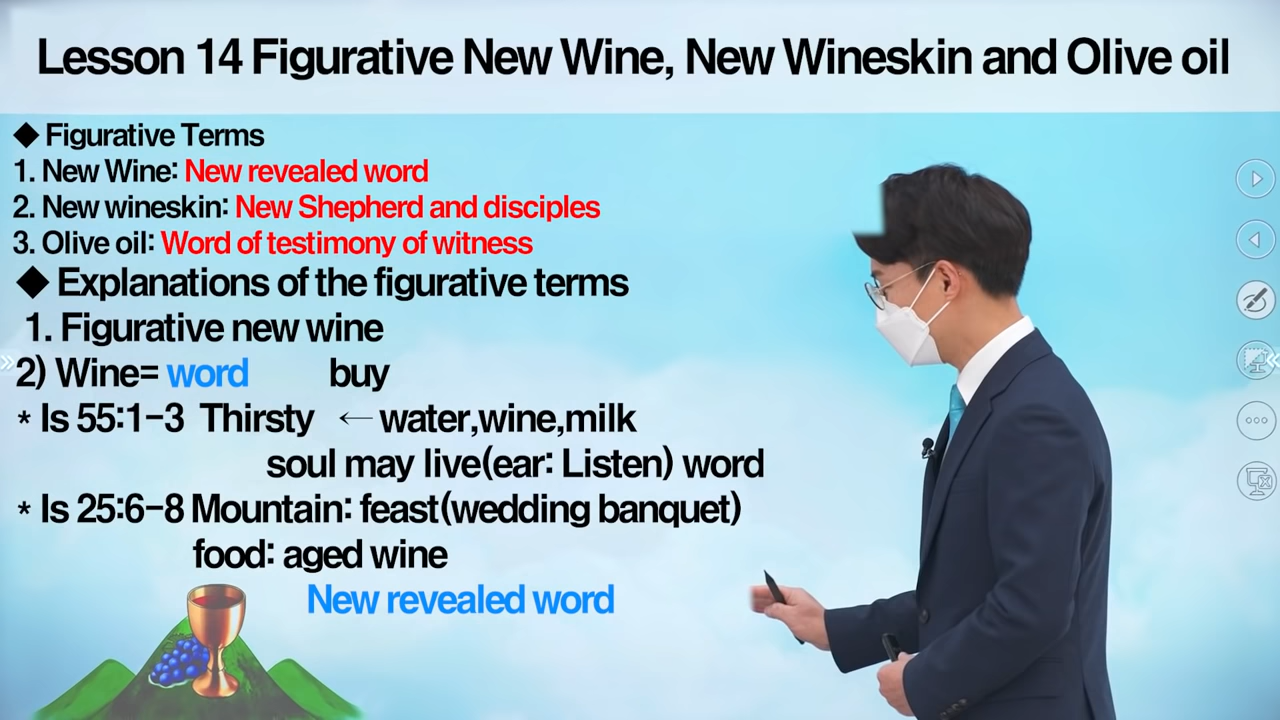 Lesson 14 Figurative New Wine, New Wineskin and Olive oil
◆ Figurative Terms
1. New Wine: New revealed word
2. New wineskin: New Shepherd and disciples
3. Olive oil: Word of testimony of witness
◆ Explanations of the figurative terms
1. Figurative new wine
2) Wine= word buy
* Is 55:1-3 Thirsty ← water,wine,milk
soul may live(ear: Listen) word
* Is 25:6-8 Mountain: feast(wedding banquet)
food: aged wine
New revealed word